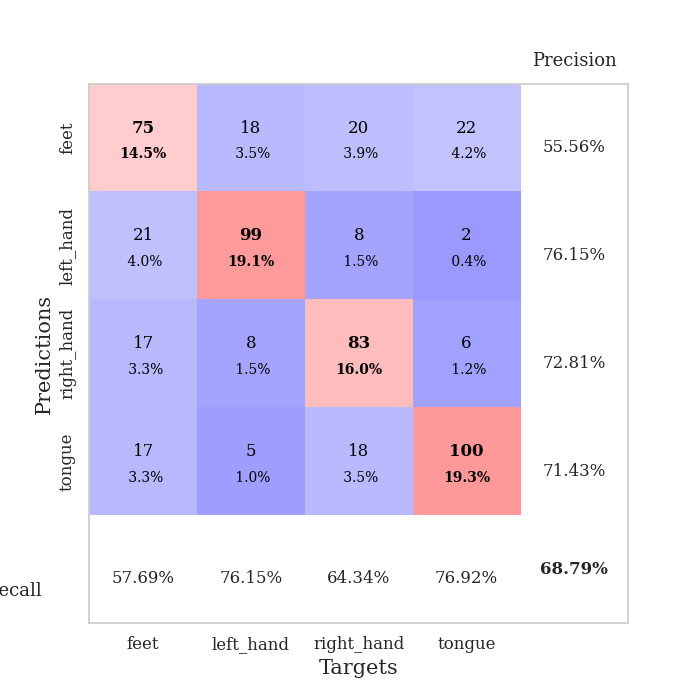 Precision
feet
75 18 20 22 55.56%
14.5% 3.5% 3.9% 4.2%
left_hand
21 99 8 2 76.15%
4.0% 19.1% 1.5% 0.4%
Predictions
right_hand
17 8 83 6 72.81%
3.3% 1.5% 16.0% 1.2%
tongue
17 5 18 100 71.43%
3.3% 1.0% 3.5% 19.3%
ecall
57.69% 76.15% 64.34% 76.92% 68.79%
feet left_hand right_hand tongue
Targets